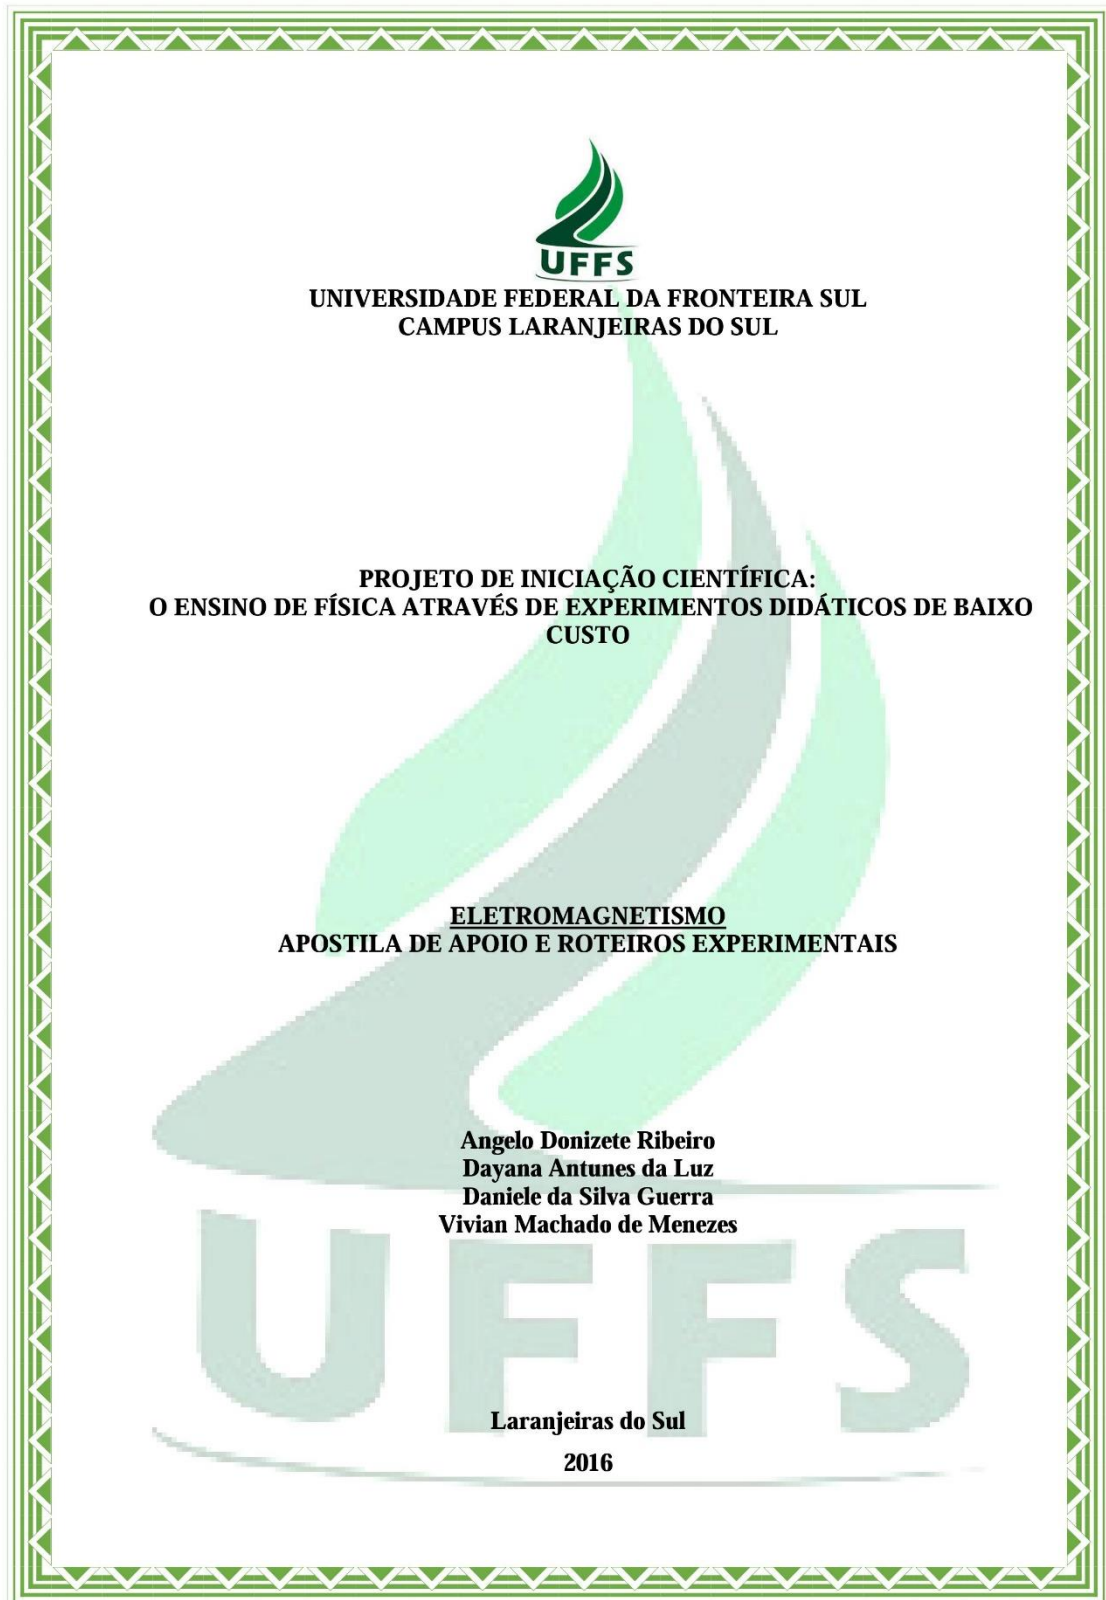 UFFS
UNIVERSIDADE FEDERAL DA FRONTEIRA SUL
CAMPUS LARANJEIRAS DO SUL
PROJETO DE INICIAÇÃO CIENTÍFICA:
O ENSINO DE FÍSICA ATRAVÉS DE EXPERIMENTOS DIDÁTICOS DE BAIXO
CUSTO
ELETROMAGNETISMO
APOSTILA DE APOIO E ROTEIROS EXPERIMENTAIS
Angelo Donizete Ribeiro
Dayana Antunes da Luz
Daniele da Silva Guerra
Vivian Machado de Menezes
UFFS
Laranjeiras do Sul
2016